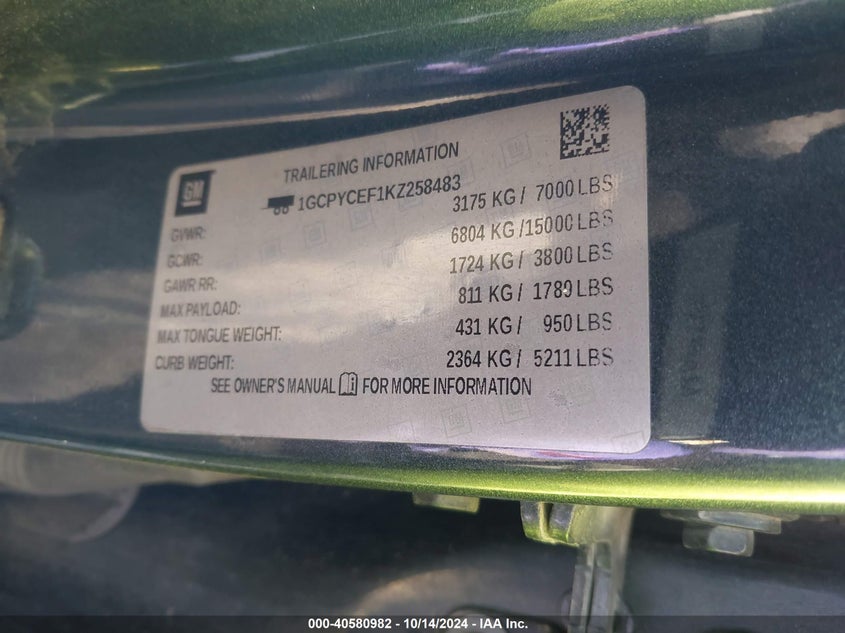 GM
TRAILERING INFORMATION
1GCPYCEF1KZ258483
GVWR: 3175 KG / 7000 LBS
GCWR: 6804 KG /15000 LBS
GAWR RR: 1724 KG / 3800 LBS
MAX PAYLOAD: 811 KG / 1789 LBS
MAX TONGUE WEIGHT: 431 KG / 950 LBS
CURB WEIGHT: 2364 KG / 5211 LBS
SEE OWNER'S MANUAL FOR MORE INFORMATION
000-40580982 | 10/14/2024 | IAA Inc.